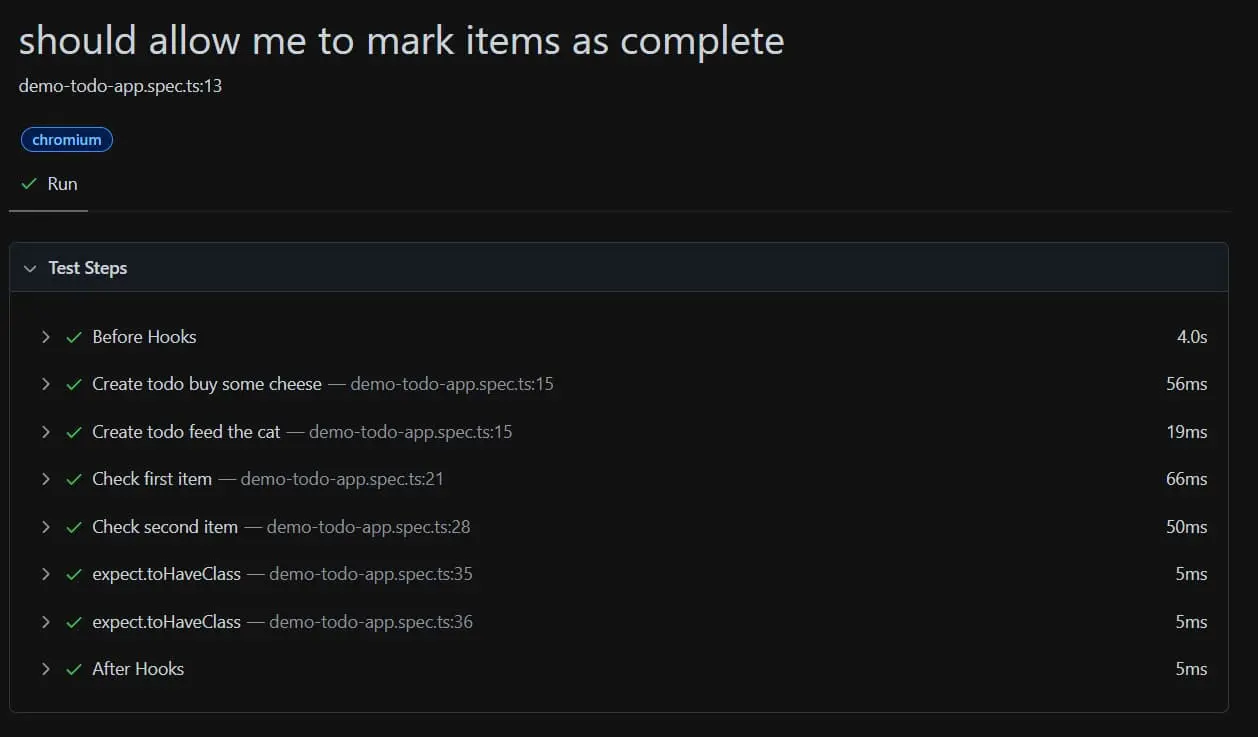 should allow me to mark items as complete
demo-todo-app.spec.ts:13
chromium
Run
Test Steps
Before Hooks 4.0s
Create todo buy some cheese — demo-todo-app.spec.ts:15 56ms
Create todo feed the cat — demo-todo-app.spec.ts:15 19ms
Check first item — demo-todo-app.spec.ts:21 66ms
Check second item — demo-todo-app.spec.ts:28 50ms
expect.toHaveClass — demo-todo-app.spec.ts:35 5ms
expect.toHaveClass — demo-todo-app.spec.ts:36 5ms
After Hooks 5ms